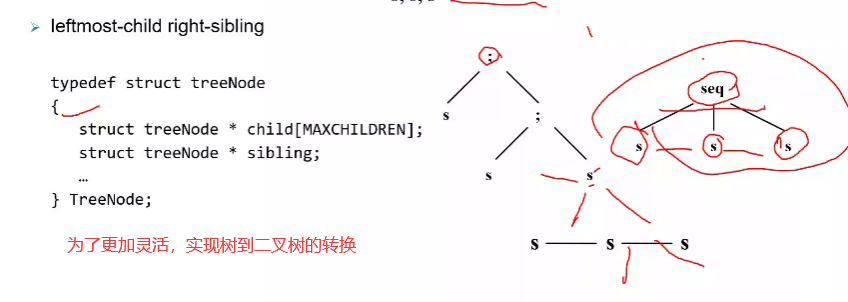 leftmost-child right-sibling
typedef struct treeNode
{
struct treeNode * child[MAXCHILDREN];
struct treeNode * sibling;
…
} TreeNode;
为了更加灵活，实现树到二叉树的转换
;
s ;
s s
s s s
seq
s s s